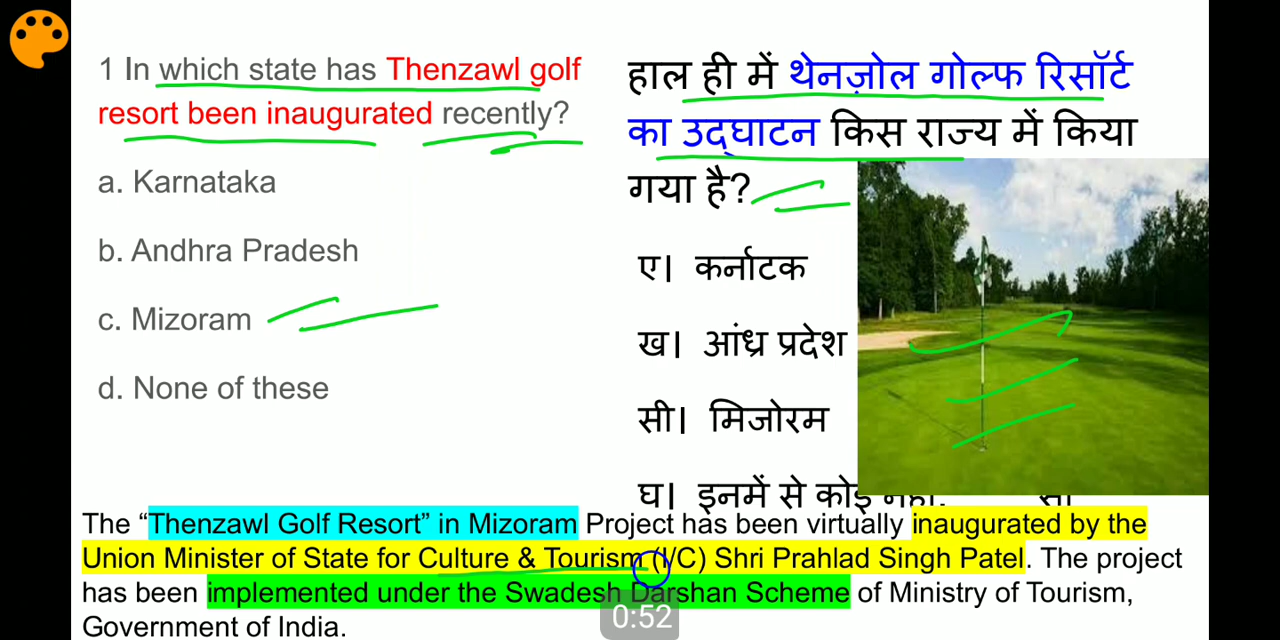 1 In which state has Thenzawl golf
resort been inaugurated recently?
a. Karnataka
b. Andhra Pradesh
c. Mizoram
d. None of these
हाल ही में थेनज़ोल गोल्फ रिसॉर्ट
का उद्घाटन किस राज्य में किया
गया है?
ए। कर्नाटक
ख। आंध्र प्रदेश
सी। मिजोरम
घ। इनमें से कोई नहीं. सी
The “Thenzawl Golf Resort” in Mizoram Project has been virtually inaugurated by the
Union Minister of State for Culture & Tourism (I/C) Shri Prahlad Singh Patel. The project
has been implemented under the Swadesh Darshan Scheme of Ministry of Tourism,
Government of India.
0:52